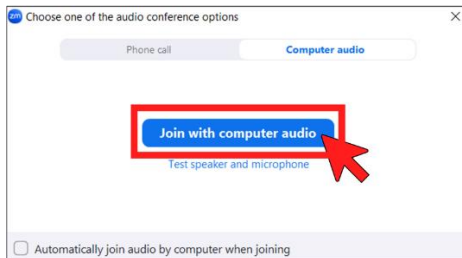 zm Choose one of the audio conference options
Phone call Computer audio
Join with computer audio
Test speaker and microphone
Automatically join audio by computer when joining